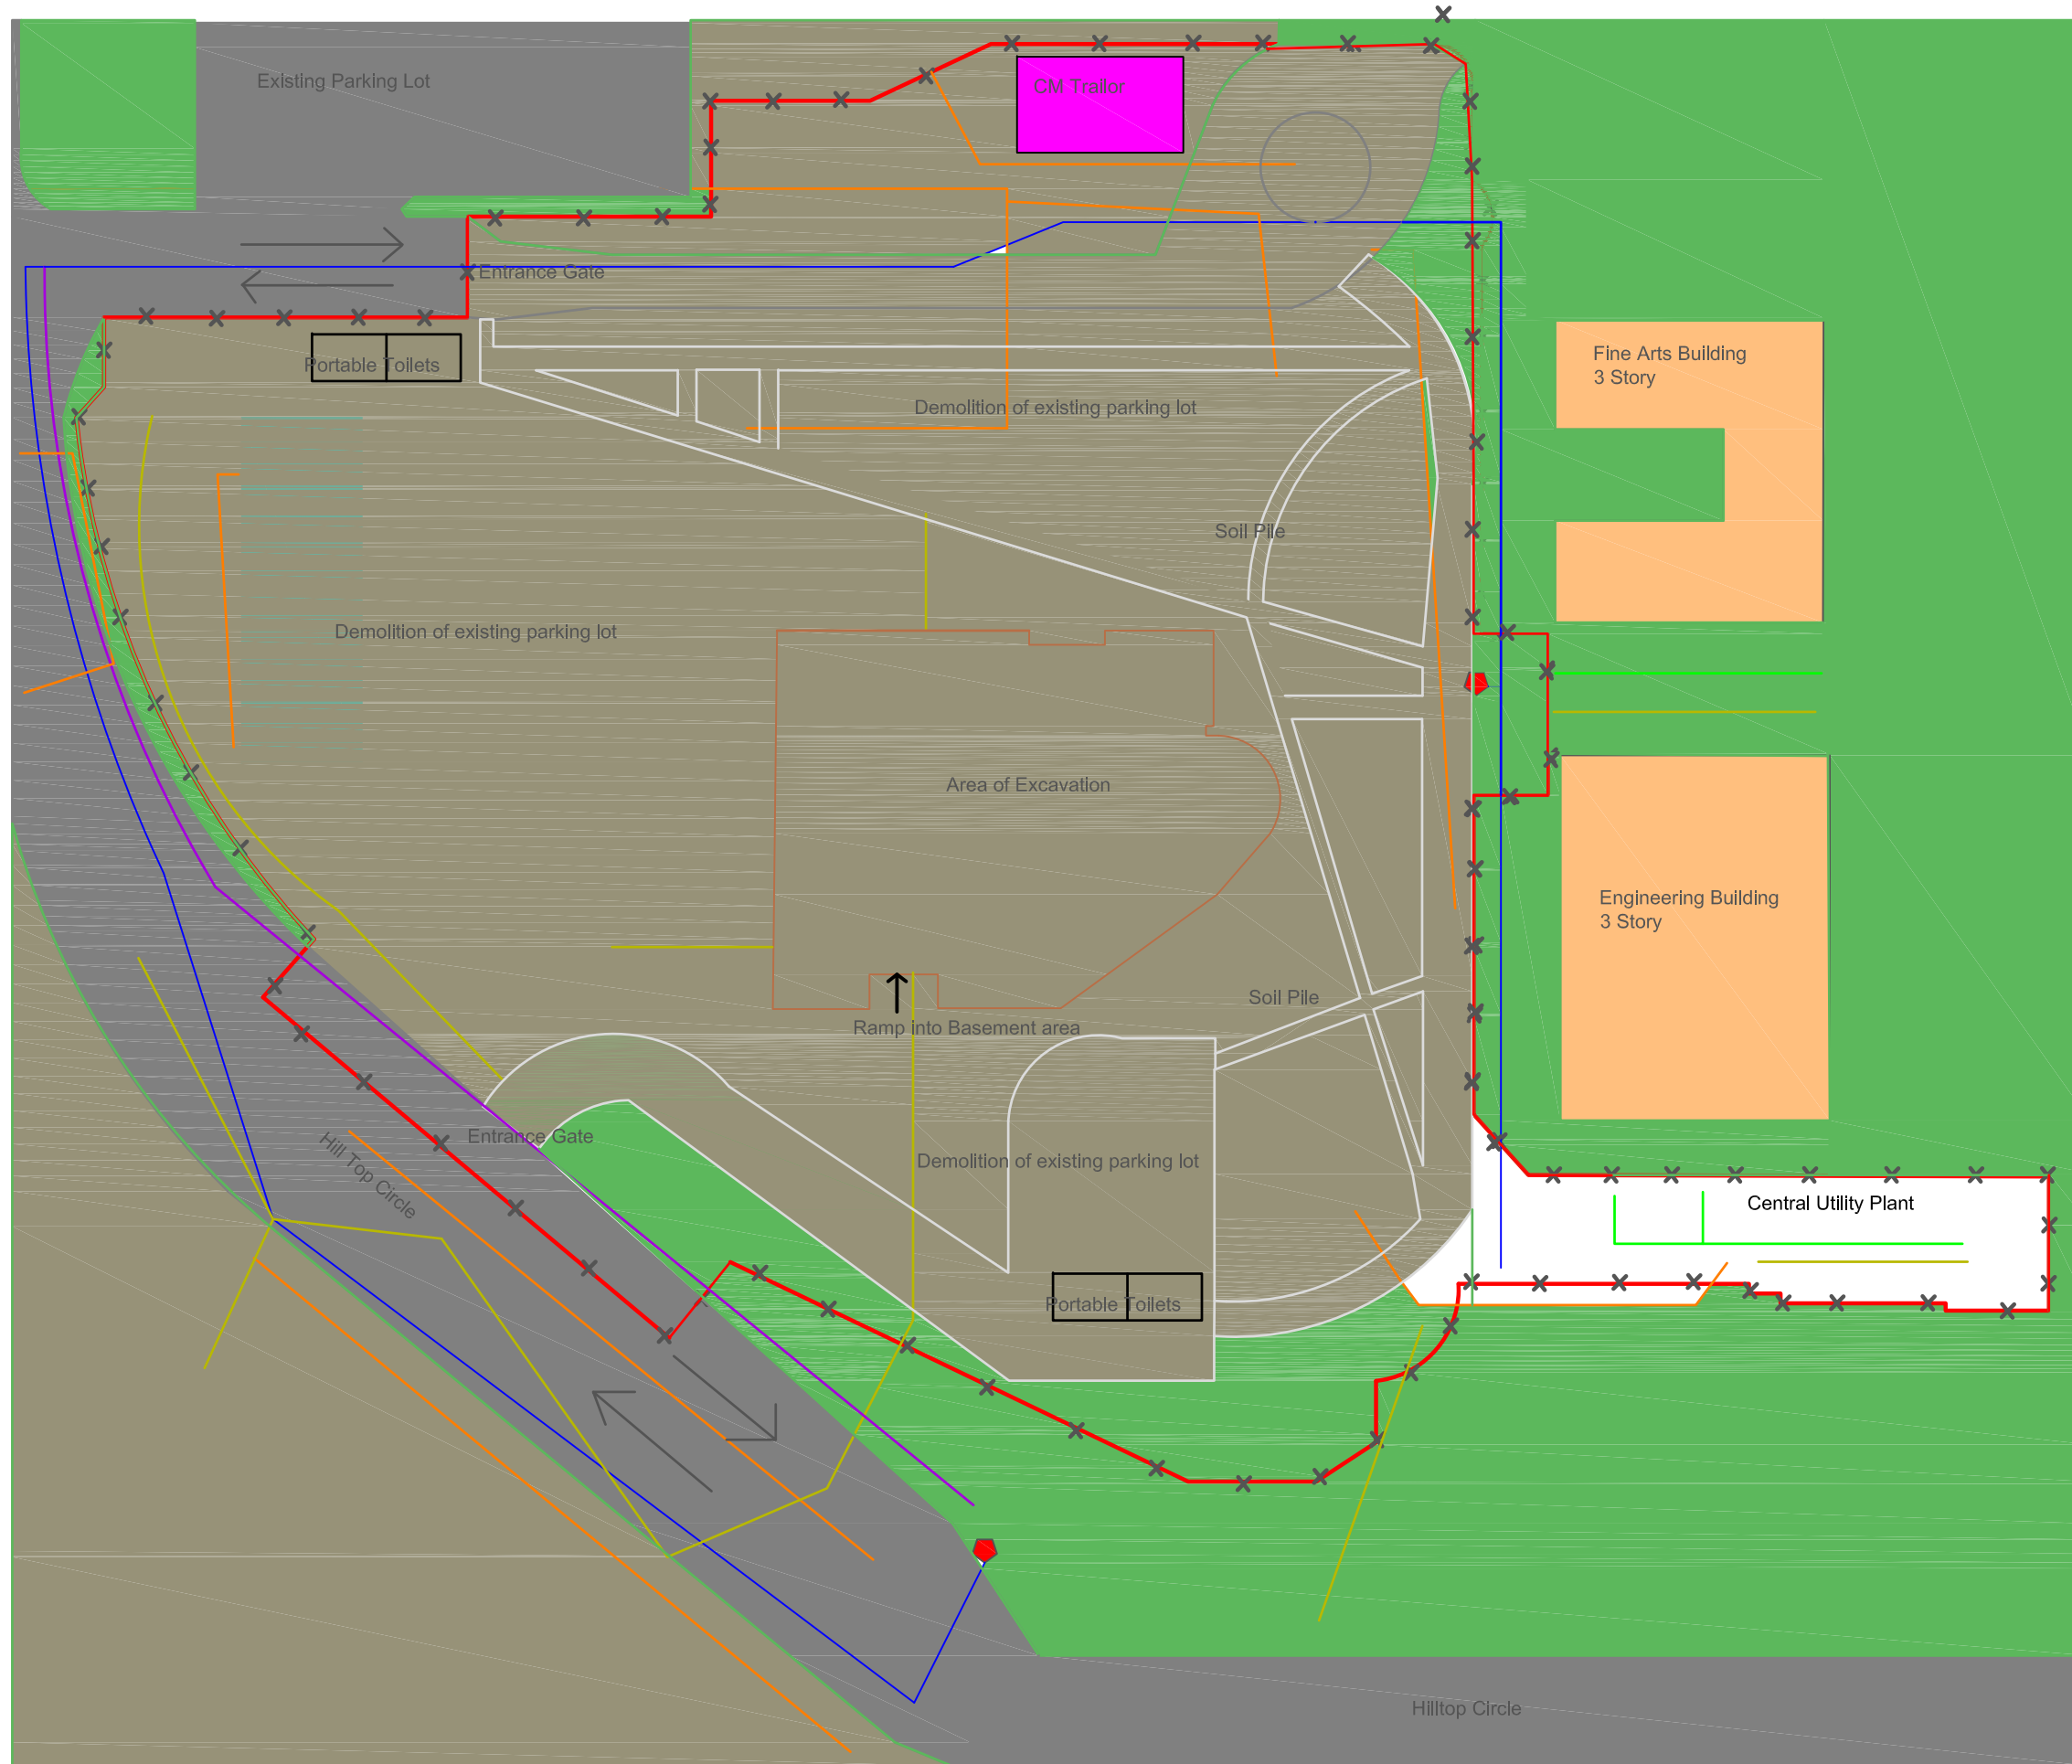 Existing Parking Lot
CM Trallor
Entrance Gate
Portable Toilets
Fine Arts Building
3 Story
Demolition of existing parking lot
Soil Pile
Demolition of existing parking lot
Area of Excavation
Engineering Building
3 Story
Soil Pile
Ramp into Basement area
Entrance Gate
Hill Top Circle
Demolition of existing parking lot
Central Utility Plant
Portable Toilets
Hilltop Circle